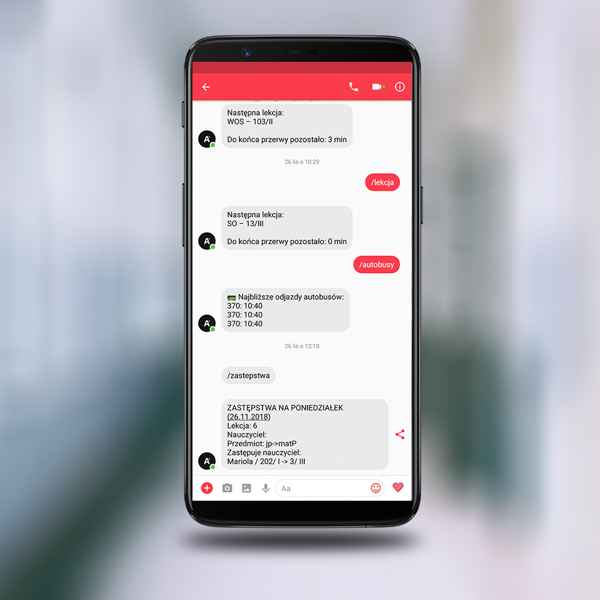 Następna lekcja:
WOS – 103/II
Do końca przerwy pozostało: 3 min
26 lis o 10:29
/lekcja
Następna lekcja:
SO – 13/III
Do końca przerwy pozostało: 0 min
/autobusy
Najbliższe odjazdy autobusów:
370: 10:40
370: 10:40
370: 10:40
26 lis o 12:18
/zastepstwa
ZASTĘPSTWA NA PONIEDZIAŁEK
(26.11.2018)
Lekcja: 6
Nauczyciel:
Przedmiot: jp->matP
Zastępuje nauczyciel:
Mariola / 202/ I -> 3/ III
Aa